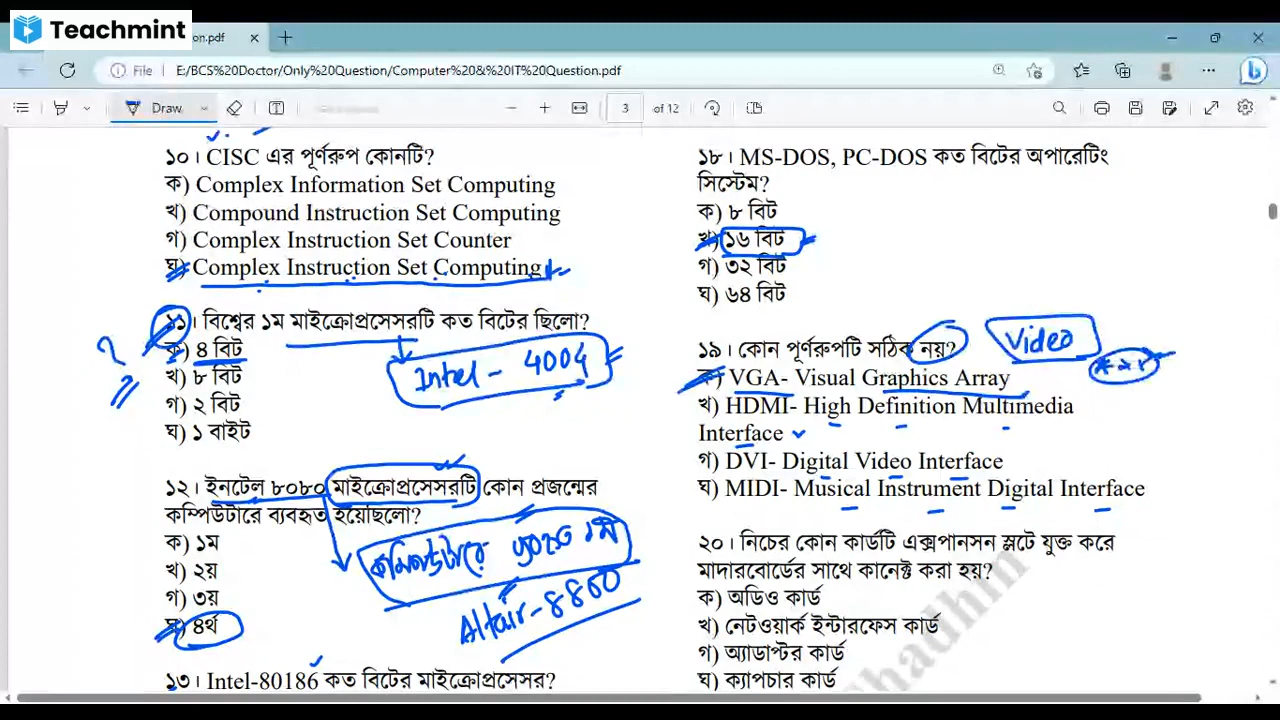 Teachmint
on.pdf
File
E:/BCS%20Doctor/Only%20Question/Computer%20&%20IT%20Question.pdf
Draw
3 of 12
১০। CISC এর পূর্ণরুপ কোনটি?
ক) Complex Information Set Computing
খ) Compound Instruction Set Computing
গ) Complex Instruction Set Counter
ঘ) Complex Instruction Set Computing
১১। বিশ্বের ১ম মাইক্রোপ্রসেসরটি কত বিটের ছিলো?
ক) ৪ বিট
খ) ৮ বিট
গ) ২ বিট
ঘ) ১ বাইট
Intel - 4004
১২। ইনটেল ৮০৮০ মাইক্রোপ্রসেসরটি কোন প্রজন্মের
কম্পিউটারে ব্যবহৃত হয়েছিলো?
ক) ১ম
খ) ২য়
গ) ৩য়
ঘ) ৪র্থ
কম্পিউটারে ১ম
Altair-8800
১৩। Intel-80186 কত বিটের মাইক্রোপ্রসেসর?
১৮। MS-DOS, PC-DOS কত বিটের অপারেটিং
সিস্টেম?
ক) ৮ বিট
খ) ১৬ বিট
গ) ৩২ বিট
ঘ) ৬৪ বিট
১৯। কোন পূর্ণরুপটি সঠিক নয়?
Video
ক) VGA- Visual Graphics Array
খ) HDMI- High Definition Multimedia
Interface
গ) DVI- Digital Video Interface
ঘ) MIDI- Musical Instrument Digital Interface
২০। নিচের কোন কার্ডটি এক্সপানসন স্লটে যুক্ত করে
মাদারবোর্ডের সাথে কানেক্ট করা হয়?
ক) অডিও কার্ড
খ) নেটওয়ার্ক ইন্টারফেস কার্ড
গ) অ্যাডাপ্টর কার্ড
ঘ) ক্যাপচার কার্ড